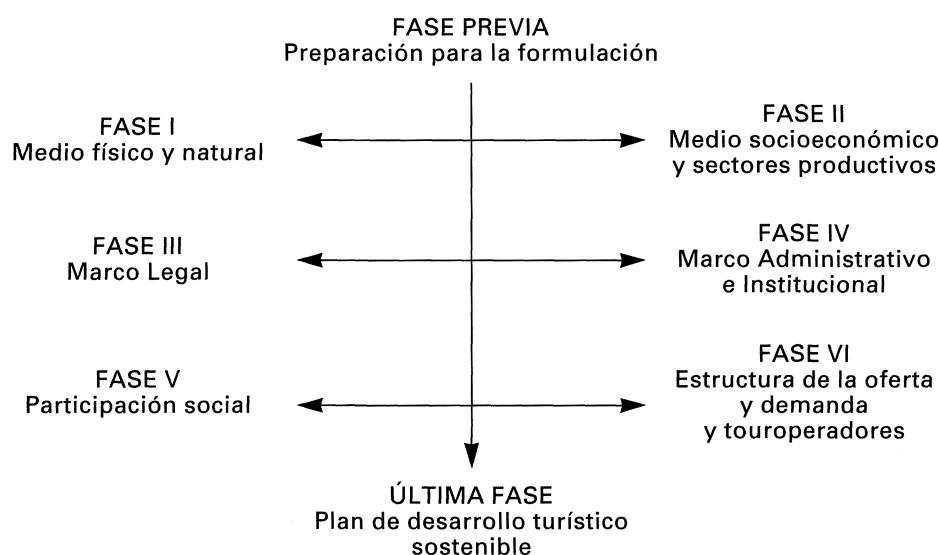 FASE PREVIA
Preparación para la formulación
FASE I
Medio físico y natural
FASE II
Medio socioeconómico
y sectores productivos
FASE III
Marco Legal
FASE IV
Marco Administrativo
e Institucional
FASE V
Participación social
FASE VI
Estructura de la oferta
y demanda
y touroperadores
ÚLTIMA FASE
Plan de desarrollo turístico
sostenible